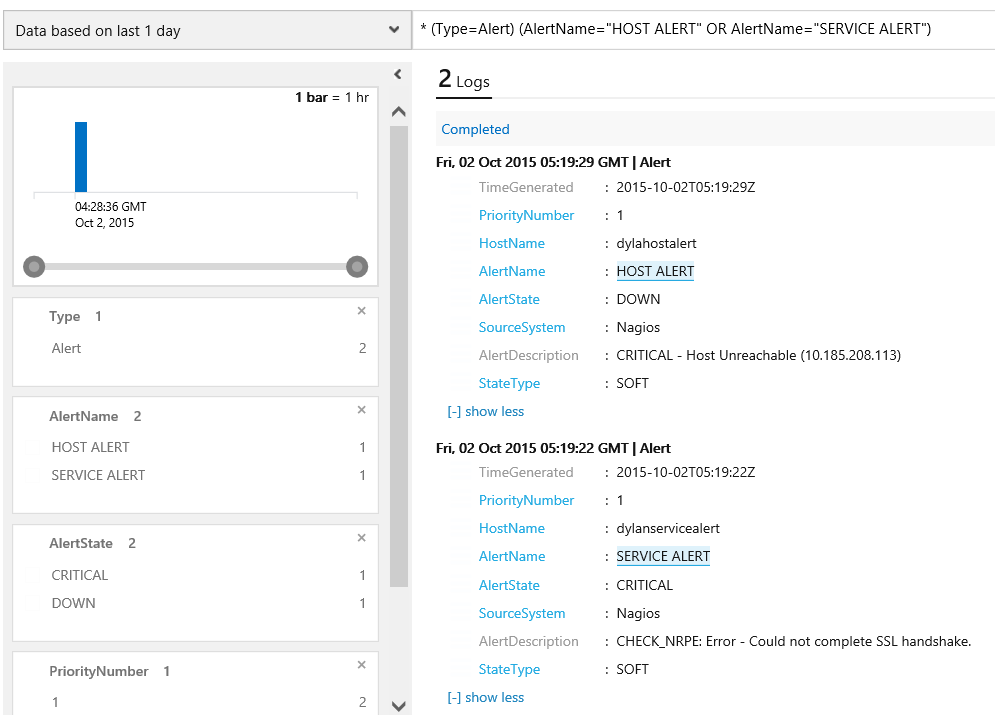 Data based on last 1 day
* (Type=Alert) (AlertName="HOST ALERT" OR AlertName="SERVICE ALERT")
1 bar = 1 hr
04:28:36 GMT
Oct 2, 2015
Type 1
Alert 2
AlertName 2
HOST ALERT 1
SERVICE ALERT 1
AlertState 2
CRITICAL 1
DOWN 1
PriorityNumber 1
1 2
2 Logs
Completed
Fri, 02 Oct 2015 05:19:29 GMT | Alert
TimeGenerated : 2015-10-02T05:19:29Z
PriorityNumber : 1
HostName : dylahostalert
AlertName : HOST ALERT
AlertState : DOWN
SourceSystem : Nagios
AlertDescription : CRITICAL - Host Unreachable (10.185.208.113)
StateType : SOFT
[-] show less
Fri, 02 Oct 2015 05:19:22 GMT | Alert
TimeGenerated : 2015-10-02T05:19:22Z
PriorityNumber : 1
HostName : dylanservicealert
AlertName : SERVICE ALERT
AlertState : CRITICAL
SourceSystem : Nagios
AlertDescription : CHECK_NRPE: Error - Could not complete SSL handshake.
StateType : SOFT
[-] show less